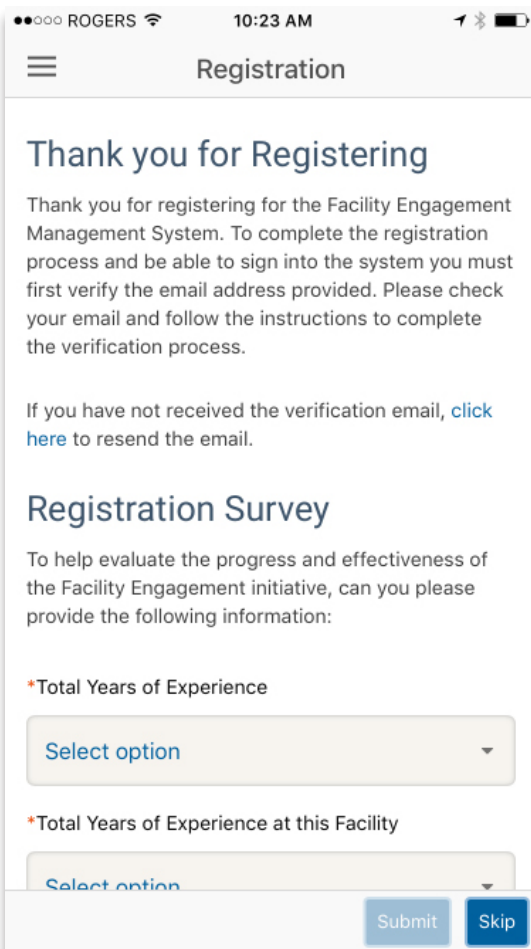 ROGERS 10:23 AM
Registration
Thank you for Registering
Thank you for registering for the Facility Engagement
Management System. To complete the registration
process and be able to sign into the system you must
first verify the email address provided. Please check
your email and follow the instructions to complete
the verification process.
If you have not received the verification email, click
here to resend the email.
Registration Survey
To help evaluate the progress and effectiveness of
the Facility Engagement initiative, can you please
provide the following information:
*Total Years of Experience
Select option
*Total Years of Experience at this Facility
Select option
Submit Skip